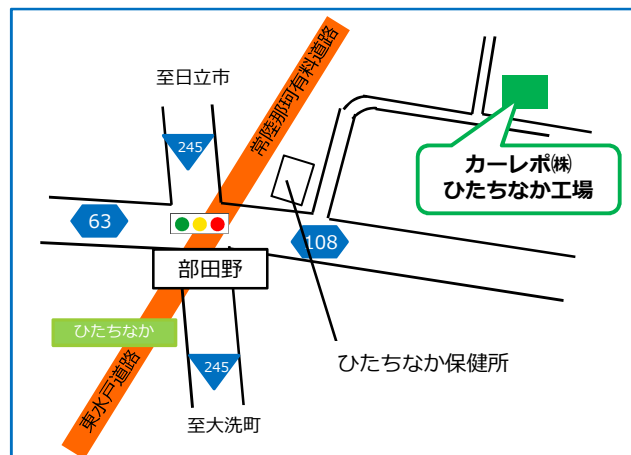 至日立市
常陸那珂有料道路
245
カーレポ㈱
ひたちなか工場
63
108
部田野
ひたちなか
ひたちなか保健所
245
東水戸道路
至大洗町